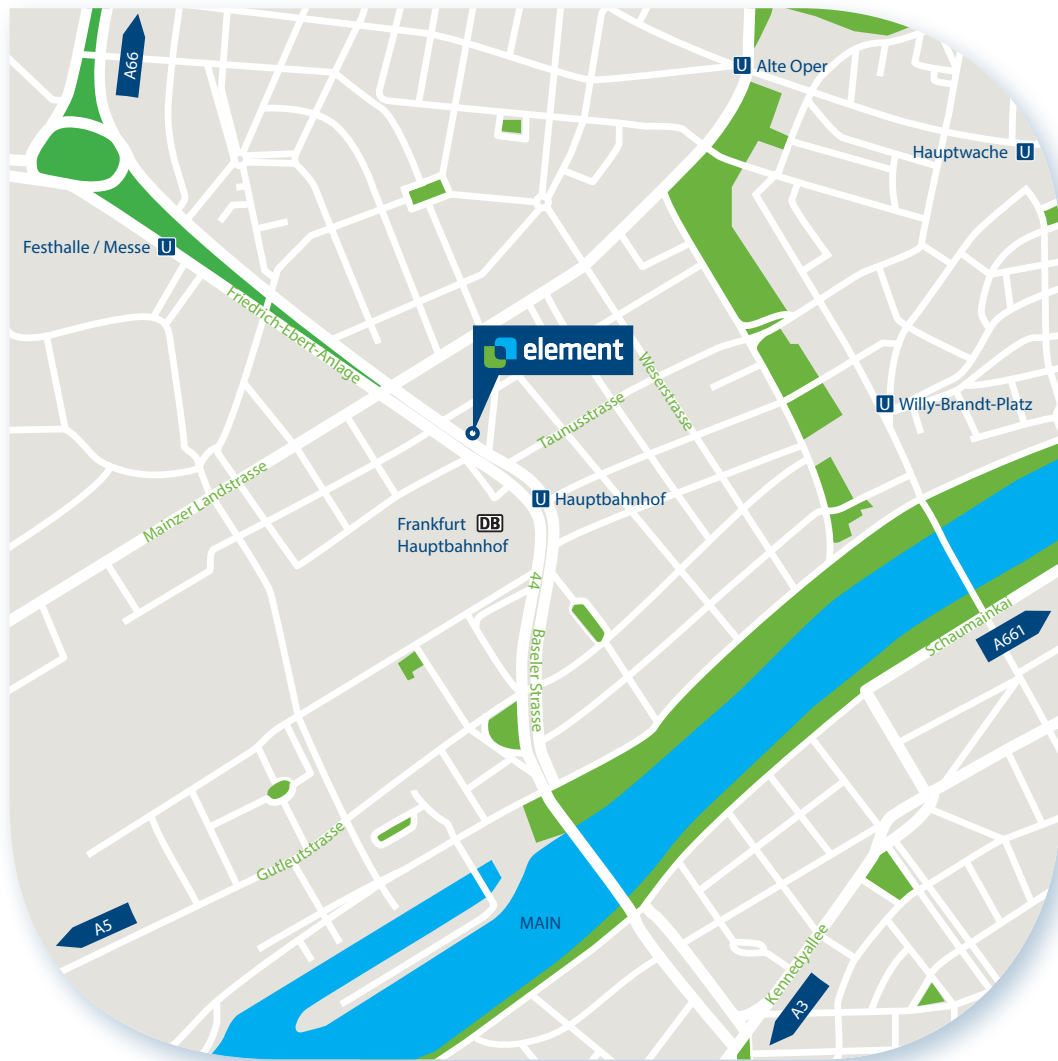 A66
U Alte Oper
Hauptwache U
Festhalle / Messe U
Friedrich-Ebert-Anlage
element
Weserstrasse
Taunusstrasse
U Willy-Brandt-Platz
Mainzer Landstrasse
U Hauptbahnhof
Frankfurt DB
Hauptbahnhof
44
Baseler Strasse
Schaumainkai
A661
Gutleutstrasse
A5
MAIN
Kennedyallee
A3